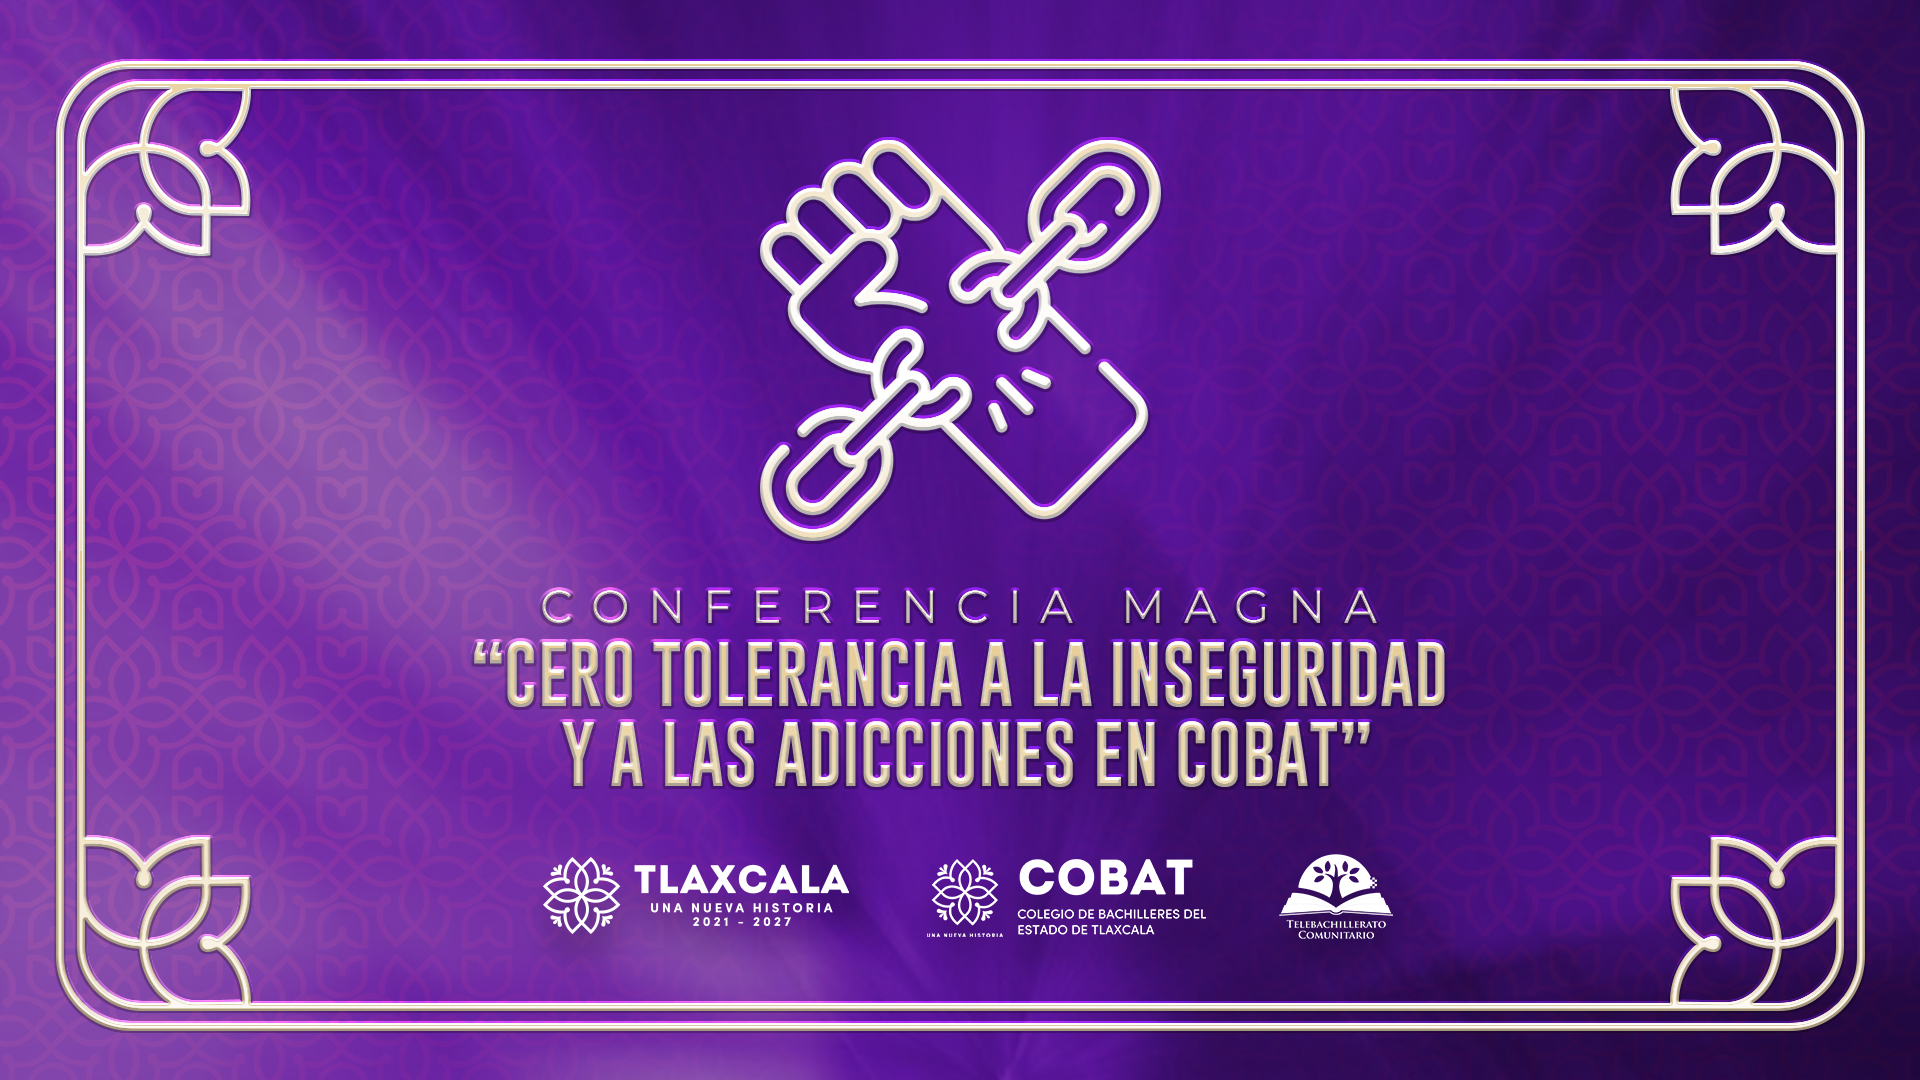 CONFERENCIA MAGNA
“CERO TOLERANCIA A LA INSEGURIDAD
Y A LAS ADICCIONES EN COBAT”
TLAXCALA
UNA NUEVA HISTORIA
2021 - 2027
UNA NUEVA HISTORIA
COBAT
COLEGIO DE BACHILLERES DEL
ESTADO DE TLAXCALA
TELEBACHILLERATO
COMUNITARIO